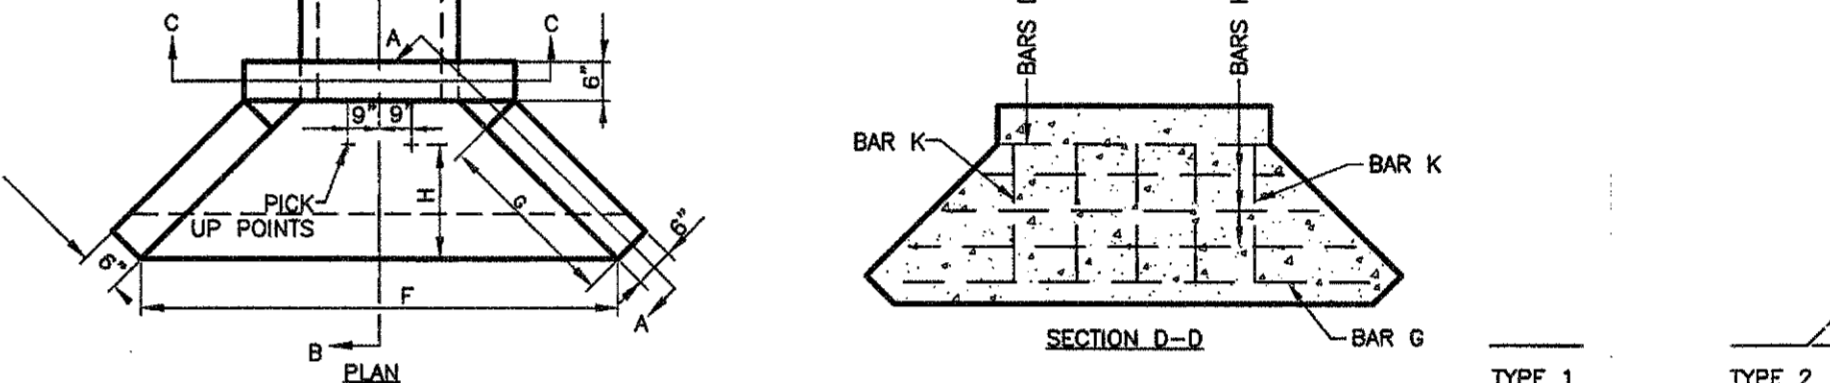 C
C
A
6"
9"
9"
PICK
UP POINTS
H
G
6"
6"
F
A
B
PLAN
BARS
BARS
BAR K
BAR K
BAR G
SECTION D-D
TYPE 1
TYPE 2